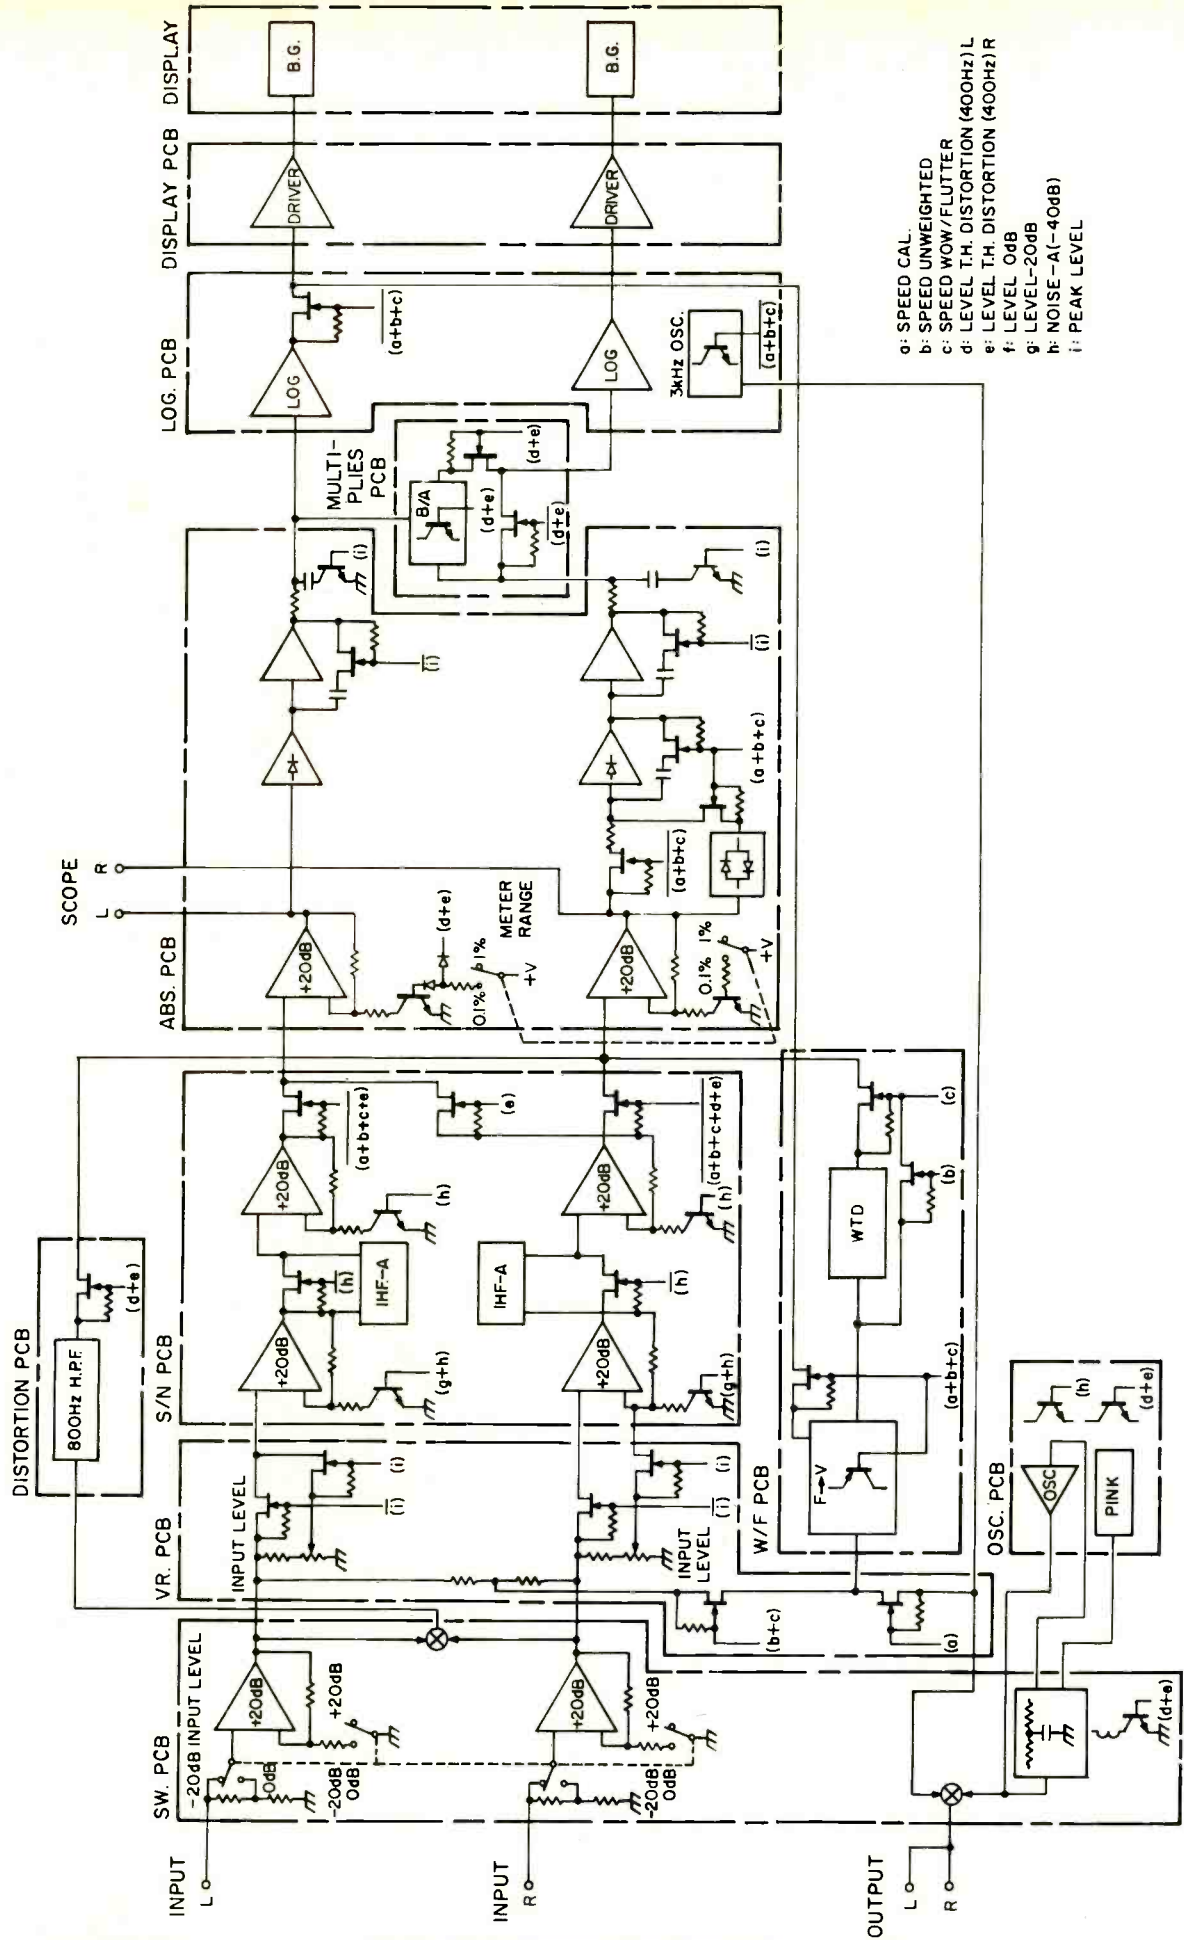 SW. PCB
-20dB INPUT LEVEL
INPUT
L
0dB
-20dB
0dB
+20dB
+20dB
INPUT
R
-20dB
0dB
+20dB
+20dB
OUTPUT
L
R
(d+e)
VR. PCB
INPUT LEVEL
(i)
(i)
INPUT
LEVEL
(i)
(i)
(b+c)
(a)
DISTORTION PCB
800Hz H.P.F.
(d+e)
S/N PCB
+20dB
(g+h)
(h)
IHF-A
+20dB
(h)
(a+b+c+e)
(e)
+20dB
IHF-A
(h)
+20dB
(h)
(a+b+c+d+e)
W/F PCB
F→V
(a+b+c)
WTD
(b)
(c)
OSC. PCB
OSC
PINK
(h)
(d+e)
ABS. PCB
SCOPE
L
R
+20dB
(d+e)
0.1%
1%
METER
RANGE
+V
(i)
(i)
+20dB
0.1%
1%
+V
(a+b+c)
(a+b+c)
(i)
(i)
MULTI-
PLIES
PCB
B/A
(d+e)
(d+e)
(d+e)
LOG. PCB
LOG
(a+b+c)
LOG
3kHz OSC.
(a+b+c)
DISPLAY PCB
DRIVER
DRIVER
DISPLAY
B.G.
B.G.
a: SPEED CAL.
b: SPEED UNWEIGHTED
c: SPEED WOW/FLUTTER
d: LEVEL T.H. DISTORTION (400Hz) L
e: LEVEL T.H. DISTORTION (400Hz) R
f: LEVEL 0dB
g: LEVEL-20dB
h: NOISE-A(-40dB)
i: PEAK LEVEL